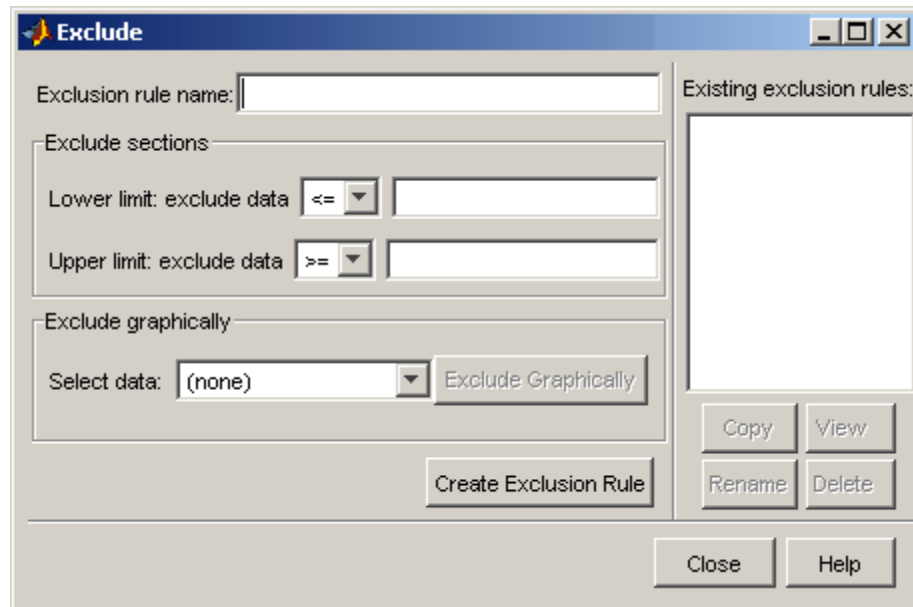 Exclude
Exclusion rule name:
Exclude sections
Lower limit: exclude data <=
Upper limit: exclude data >=
Exclude graphically
Select data: (none) Exclude Graphically
Create Exclusion Rule
Existing exclusion rules:
Copy View
Rename Delete
Close Help